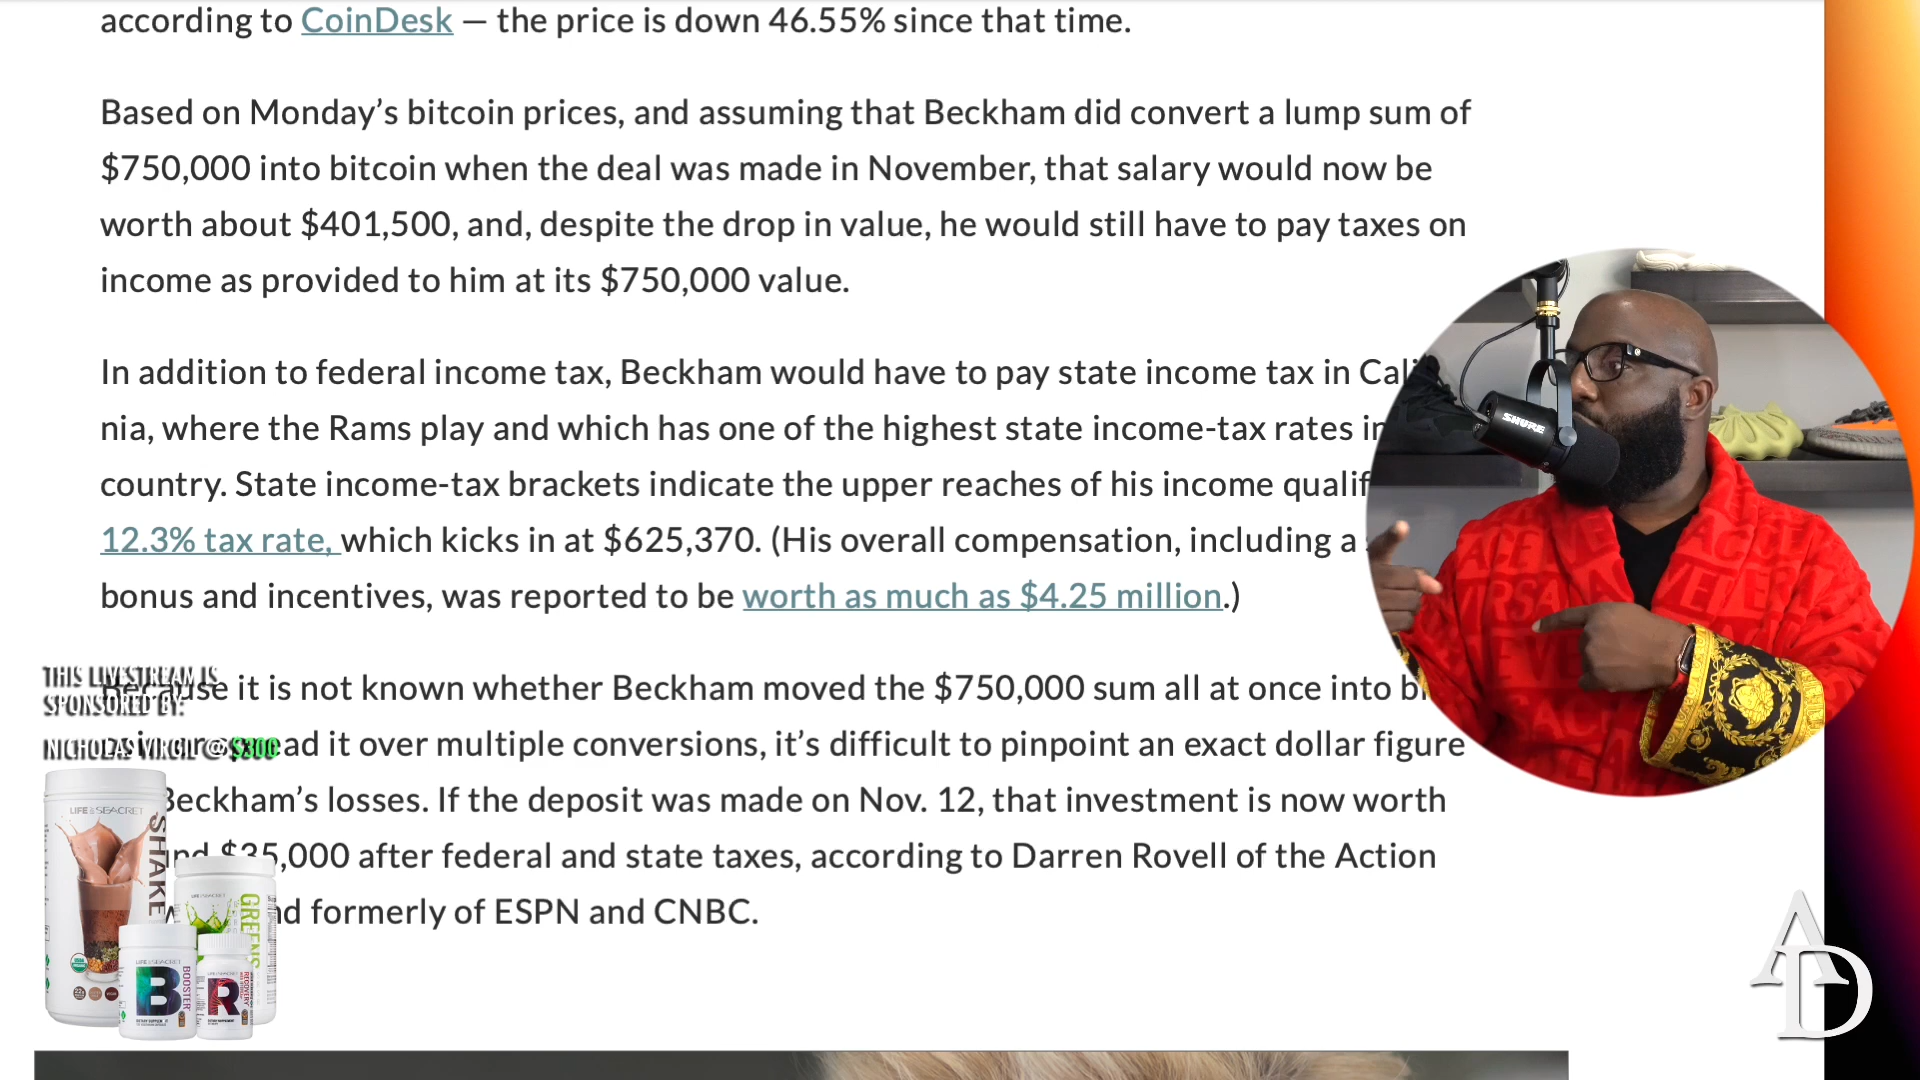 according to CoinDesk — the price is down 46.55% since that time.
Based on Monday’s bitcoin prices, and assuming that Beckham did convert a lump sum of
$750,000 into bitcoin when the deal was made in November, that salary would now be
worth about $401,500, and, despite the drop in value, he would still have to pay taxes on
income as provided to him at its $750,000 value.
In addition to federal income tax, Beckham would have to pay state income tax in Cali
nia, where the Rams play and which has one of the highest state income-tax rates in
country. State income-tax brackets indicate the upper reaches of his income qualif
12.3% tax rate, which kicks in at $625,370. (His overall compensation, including a
bonus and incentives, was reported to be worth as much as $4.25 million.)
THIS LIVESTREAM IS
SPONSORED BY:
NICHOLAS VIRGIL @ $300
it is not known whether Beckham moved the $750,000 sum all at once into
ad it over multiple conversions, it’s difficult to pinpoint an exact dollar figure
Beckham’s losses. If the deposit was made on Nov. 12, that investment is now worth
$35,000 after federal and state taxes, according to Darren Rovell of the Action
formerly of ESPN and CNBC.
SHURE
LIFE BY SEACRET
SHAKE
GREENS
B
BOOSTER
R
RECOVERY
AD